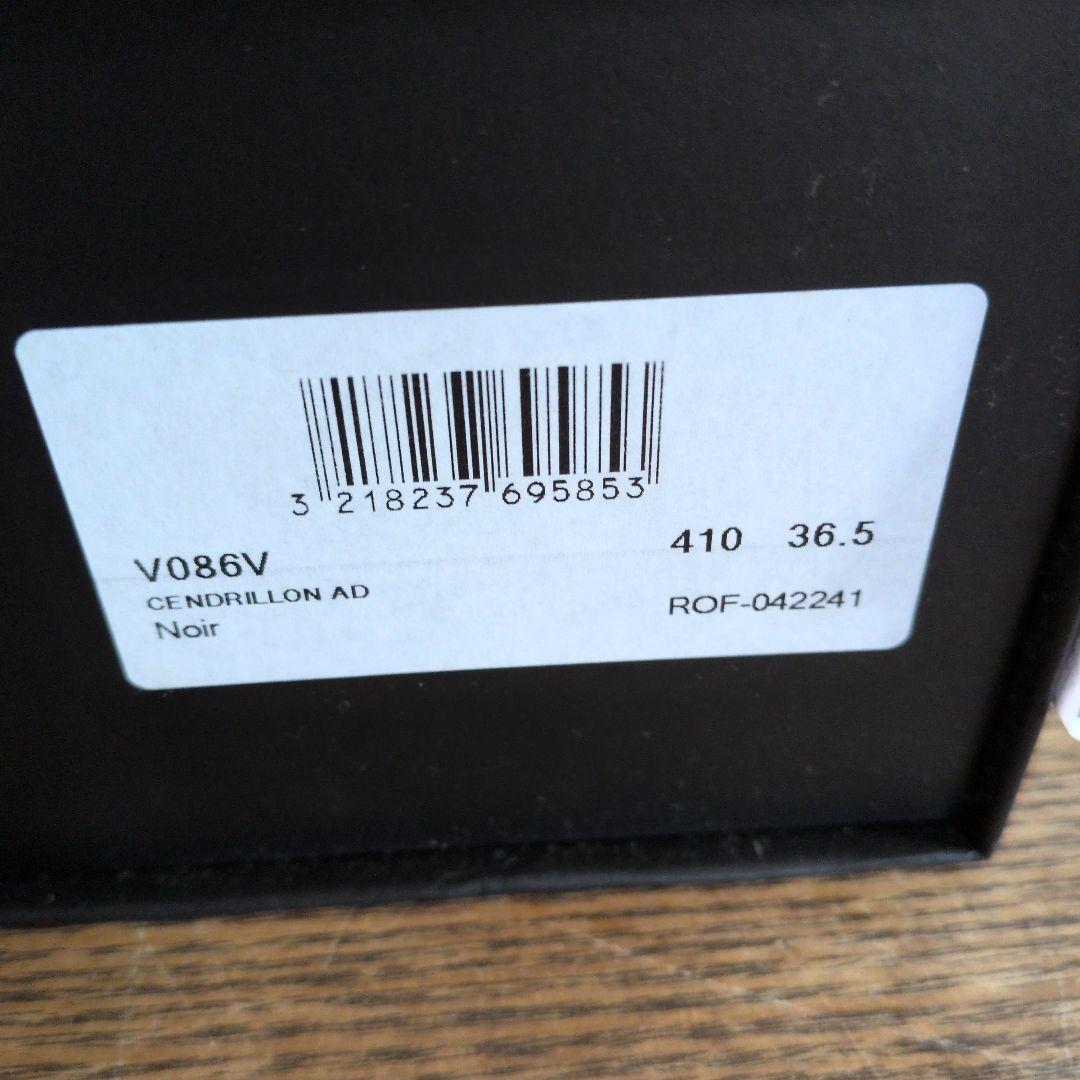 3 218237 695853
V086V 410 36.5
CENDRILLON AD ROF-042241
Noir